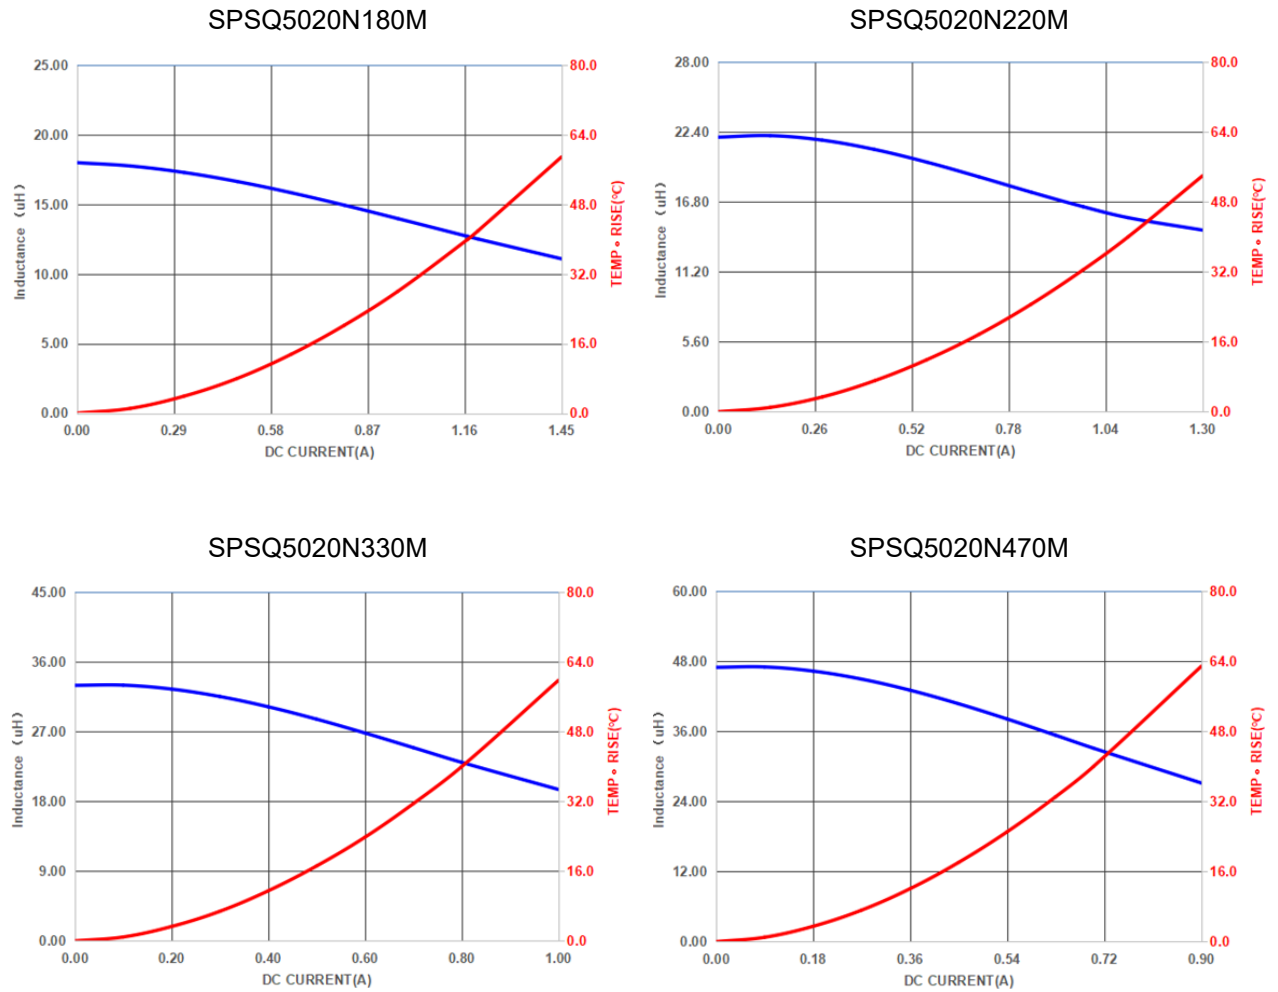 SPSQ5020N180M
25.00
20.00
15.00
10.00
5.00
0.00
80.0
64.0
48.0
32.0
16.0
0.0
0.00 0.29 0.58 0.87 1.16 1.45
DC CURRENT(A)
Inductance (uH)
TEMP∘RISE(℃)
SPSQ5020N220M
28.00
22.40
16.80
11.20
5.60
0.00
80.0
64.0
48.0
32.0
16.0
0.0
0.00 0.26 0.52 0.78 1.04 1.30
DC CURRENT(A)
Inductance (uH)
TEMP∘RISE(℃)
SPSQ5020N330M
45.00
36.00
27.00
18.00
9.00
0.00
80.0
64.0
48.0
32.0
16.0
0.0
0.00 0.20 0.40 0.60 0.80 1.00
DC CURRENT(A)
Inductance (uH)
TEMP∘RISE(℃)
SPSQ5020N470M
60.00
48.00
36.00
24.00
12.00
0.00
80.0
64.0
48.0
32.0
16.0
0.0
0.00 0.18 0.36 0.54 0.72 0.90
DC CURRENT(A)
Inductance (uH)
TEMP∘RISE(℃)